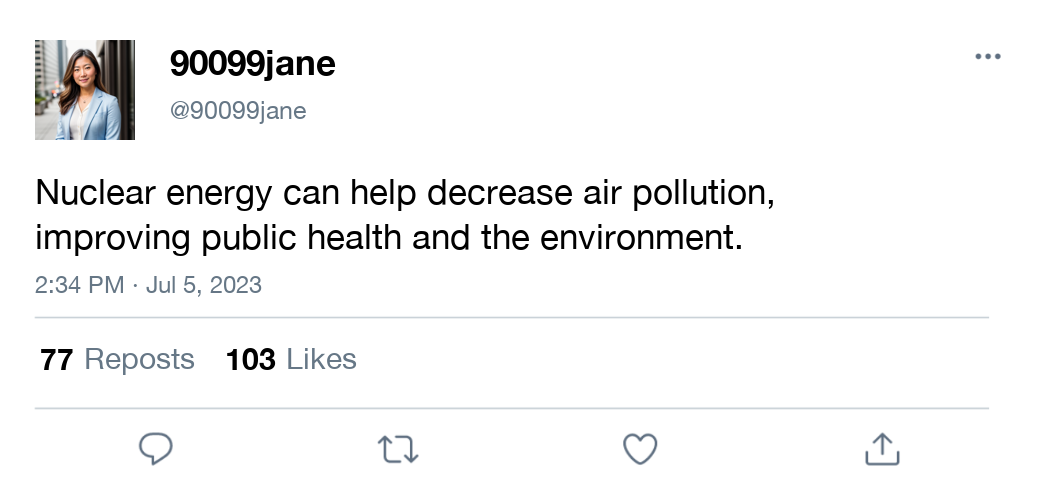 90099jane
@90099jane
Nuclear energy can help decrease air pollution,
improving public health and the environment.
2:34 PM · Jul 5, 2023
77 Reposts 103 Likes